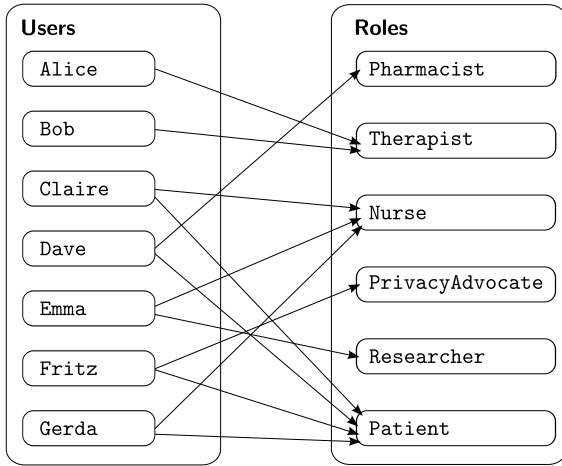 Users
Alice
Bob
Claire
Dave
Emma
Fritz
Gerda
Roles
Pharmacist
Therapist
Nurse
PrivacyAdvocate
Researcher
Patient